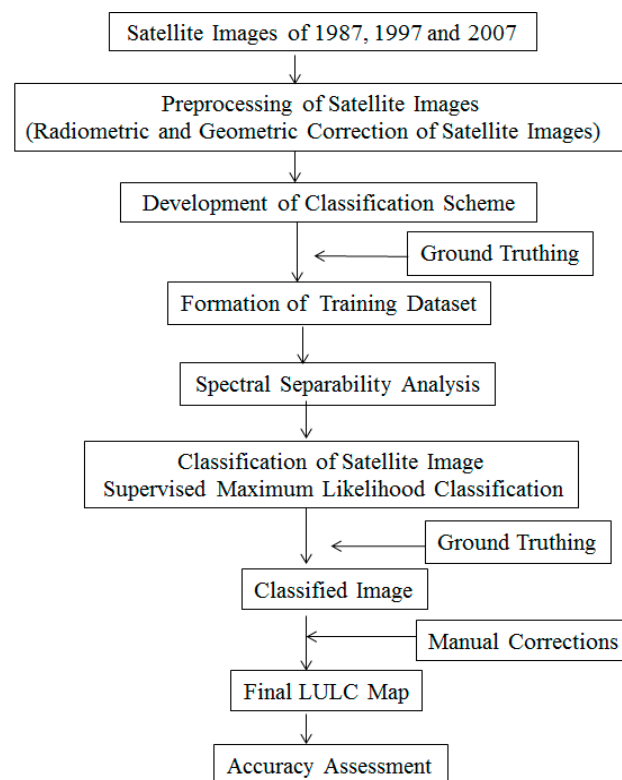 Satellite Images of 1987, 1997 and 2007
Preprocessing of Satellite Images
(Radiometric and Geometric Correction of Satellite Images)
Development of Classification Scheme
Ground Truthing
Formation of Training Dataset
Spectral Separability Analysis
Classification of Satellite Image
Supervised Maximum Likelihood Classification
Ground Truthing
Classified Image
Manual Corrections
Final LULC Map
Accuracy Assessment